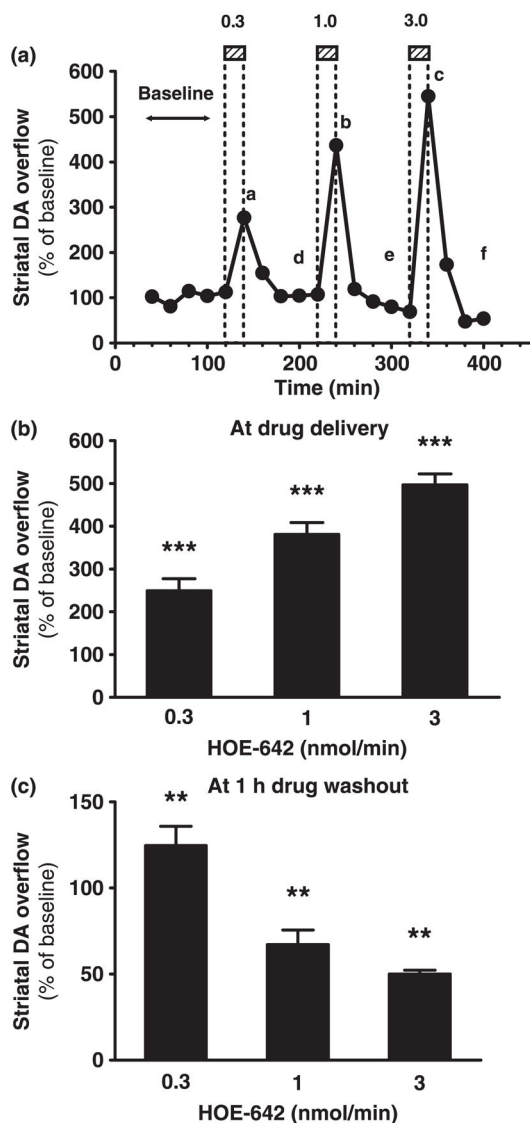 0.3 1.0 3.0
(a)
600
500
400
300
200
100
0
Striatal DA overflow
(% of baseline)
Baseline
a
b
c
d
e
f
0 100 200 300 400
Time (min)
(b)
At drug delivery
600
500
400
300
200
100
0
Striatal DA overflow
(% of baseline)
***
***
***
0.3 1 3
HOE-642 (nmol/min)
(c)
At 1 h drug washout
150
100
50
0
Striatal DA overflow
(% of baseline)
**
**
**
0.3 1 3
HOE-642 (nmol/min)